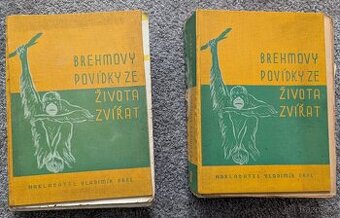 BREHMOVY
POVÍDKY ZE
ŽIVOTA
ZVÍŘAT
NAKLADATEL VLADIMÍR OREL
BREHMOVY
POVÍDKY ZE
ŽIVOTA
ZVÍŘAT
NAKLADATEL VLADIMÍR OREL